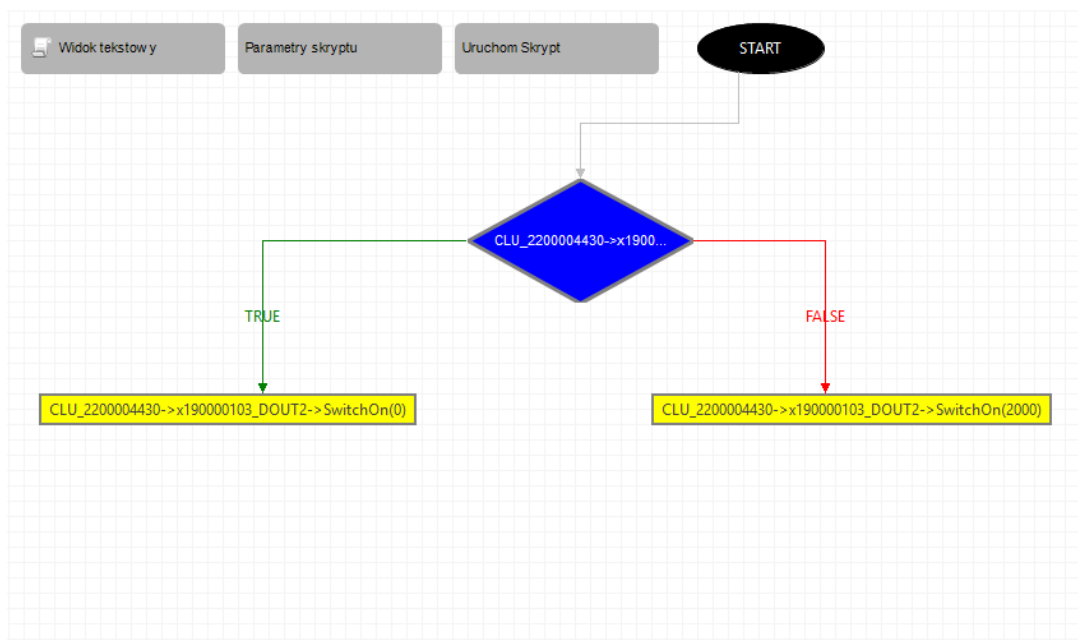 Widok tekstowy
Parametry skryptu
Uruchom Skrypt
START
CLU_2200004430->x1900...
TRUE
FALSE
CLU_2200004430->x190000103_DOUT2->SwitchOn(0)
CLU_2200004430->x190000103_DOUT2->SwitchOn(2000)